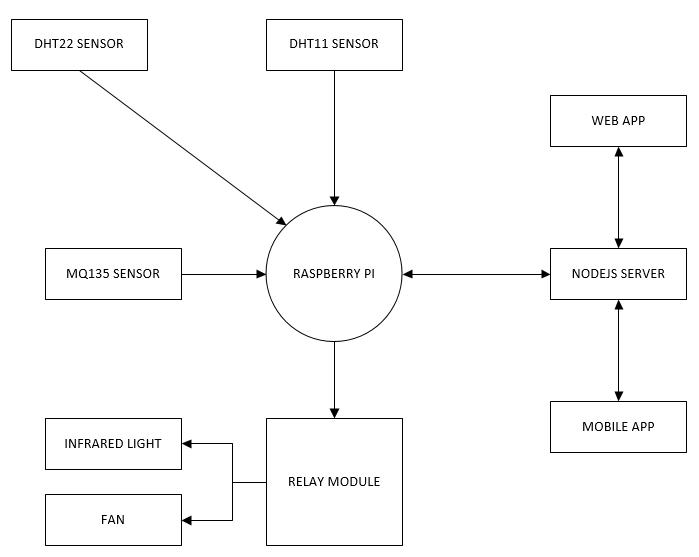 DHT22 SENSOR
DHT11 SENSOR
WEB APP
MQ135 SENSOR
RASPBERRY PI
NODEJS SERVER
MOBILE APP
INFRARED LIGHT
RELAY MODULE
FAN